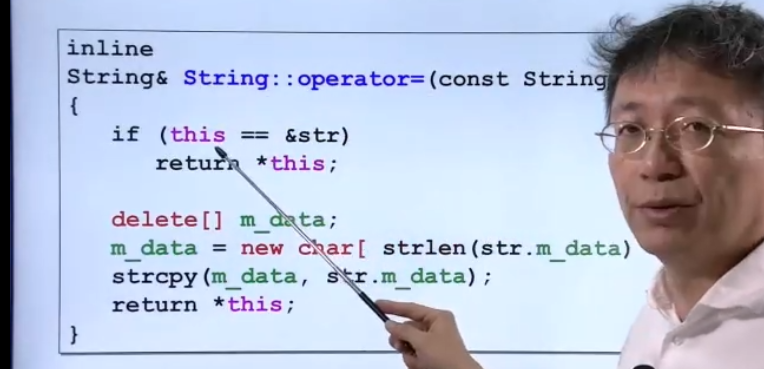 inline
String& String::operator=(const String
{
if (this == &str)
return *this;
delete[] m_data;
m_data = new char[ strlen(str.m_data)
strcpy(m_data, str.m_data);
return *this;
}